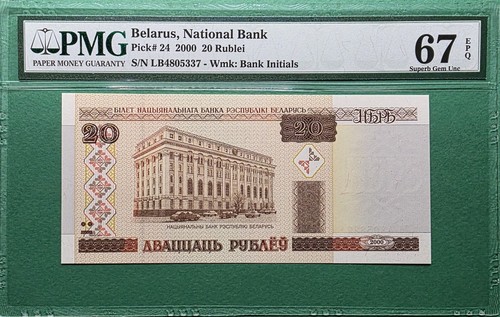 PMG
PAPER MONEY GUARANTY
Belarus, National Bank
Pick# 24 2000 20 Rublei
S/N LB4805337 - Wmk: Bank Initials
67 EPQ
Superb Gem Unc
БІЛЕТ НАЦЫЯНАЛЬНАГА БАНКА РЭСПУБЛІКІ БЕЛАРУСЬ
20
20
НБРБ
НАЦЫЯНАЛЬНЫ БАНК РЭСПУБЛІКІ БЕЛАРУСЬ
ДВАЦЦАЦЬ РУБЛЁЎ
2000